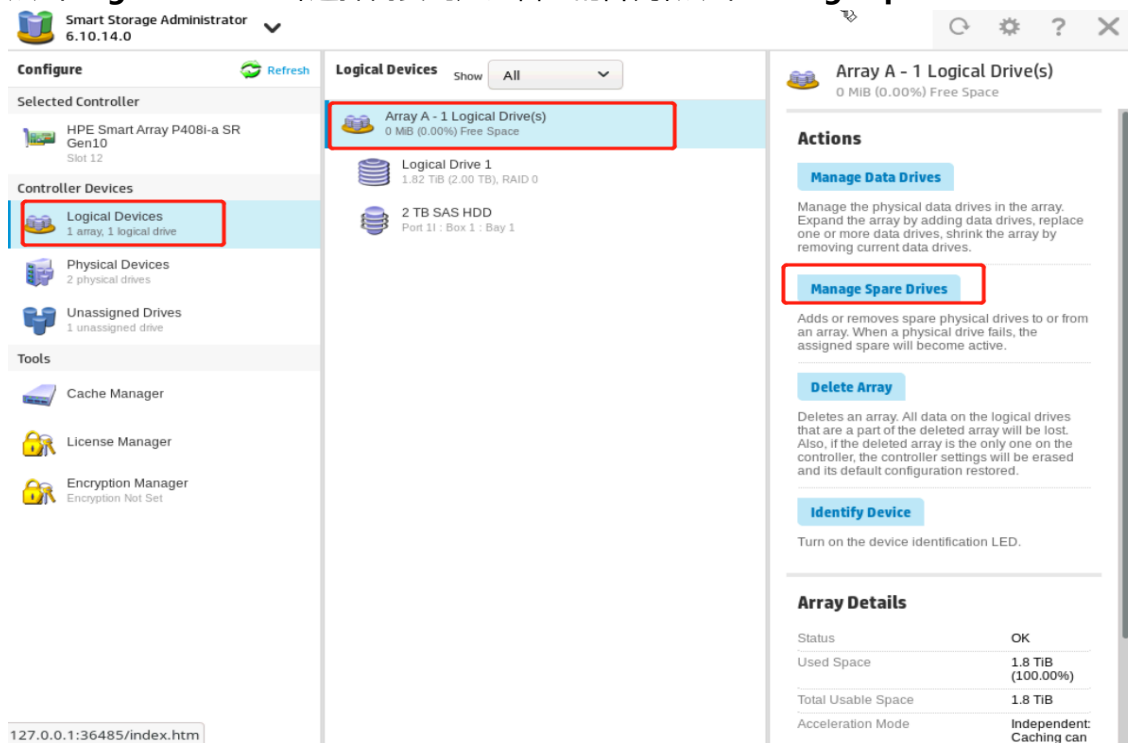 Smart Storage Administrator
6.10.14.0
Configure
Refresh
Selected Controller
HPE Smart Array P408i-a SR
Gen10
Slot 12
Controller Devices
Logical Devices
1 array, 1 logical drive
Physical Devices
2 physical drives
Unassigned Drives
1 unassigned drive
Tools
Cache Manager
License Manager
Encryption Manager
Encryption Not Set
127.0.0.1:36485/index.htm
Logical Devices Show All
Array A - 1 Logical Drive(s)
0 MiB (0.00%) Free Space
Logical Drive 1
1.82 TiB (2.00 TB), RAID 0
2 TB SAS HDD
Port 1I : Box 1 : Bay 1
Array A - 1 Logical Drive(s)
0 MiB (0.00%) Free Space
Actions
Manage Data Drives
Manage the physical data drives in the array.
Expand the array by adding data drives, replace
one or more data drives, shrink the array by
removing current data drives.
Manage Spare Drives
Adds or removes spare physical drives to or from
an array. When a physical drive fails, the
assigned spare will become active.
Delete Array
Deletes an array. All data on the logical drives
that are a part of the deleted array will be lost.
Also, if the deleted array is the only one on the
controller, the controller settings will be erased
and its default configuration restored.
Identify Device
Turn on the device identification LED.
Array Details
Status OK
Used Space 1.8 TiB
(100.00%)
Total Usable Space 1.8 TiB
Acceleration Mode Independent:
Caching can